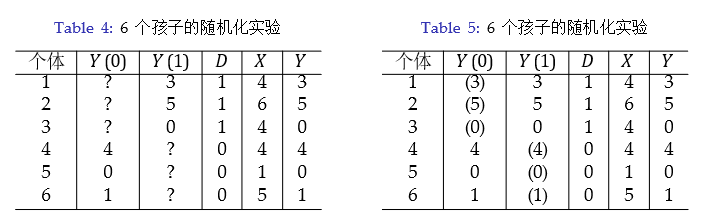 Table 4: 6 个孩子的随机化实验
个体 Y (0) Y (1) D X Y
1 ? 3 1 4 3
2 ? 5 1 6 5
3 ? 0 1 4 0
4 4 ? 0 4 4
5 0 ? 0 1 0
6 1 ? 0 5 1
Table 5: 6 个孩子的随机化实验
个体 Y (0) Y (1) D X Y
1 (3) 3 1 4 3
2 (5) 5 1 6 5
3 (0) 0 1 4 0
4 4 (4) 0 4 4
5 0 (0) 0 1 0
6 1 (1) 0 5 1